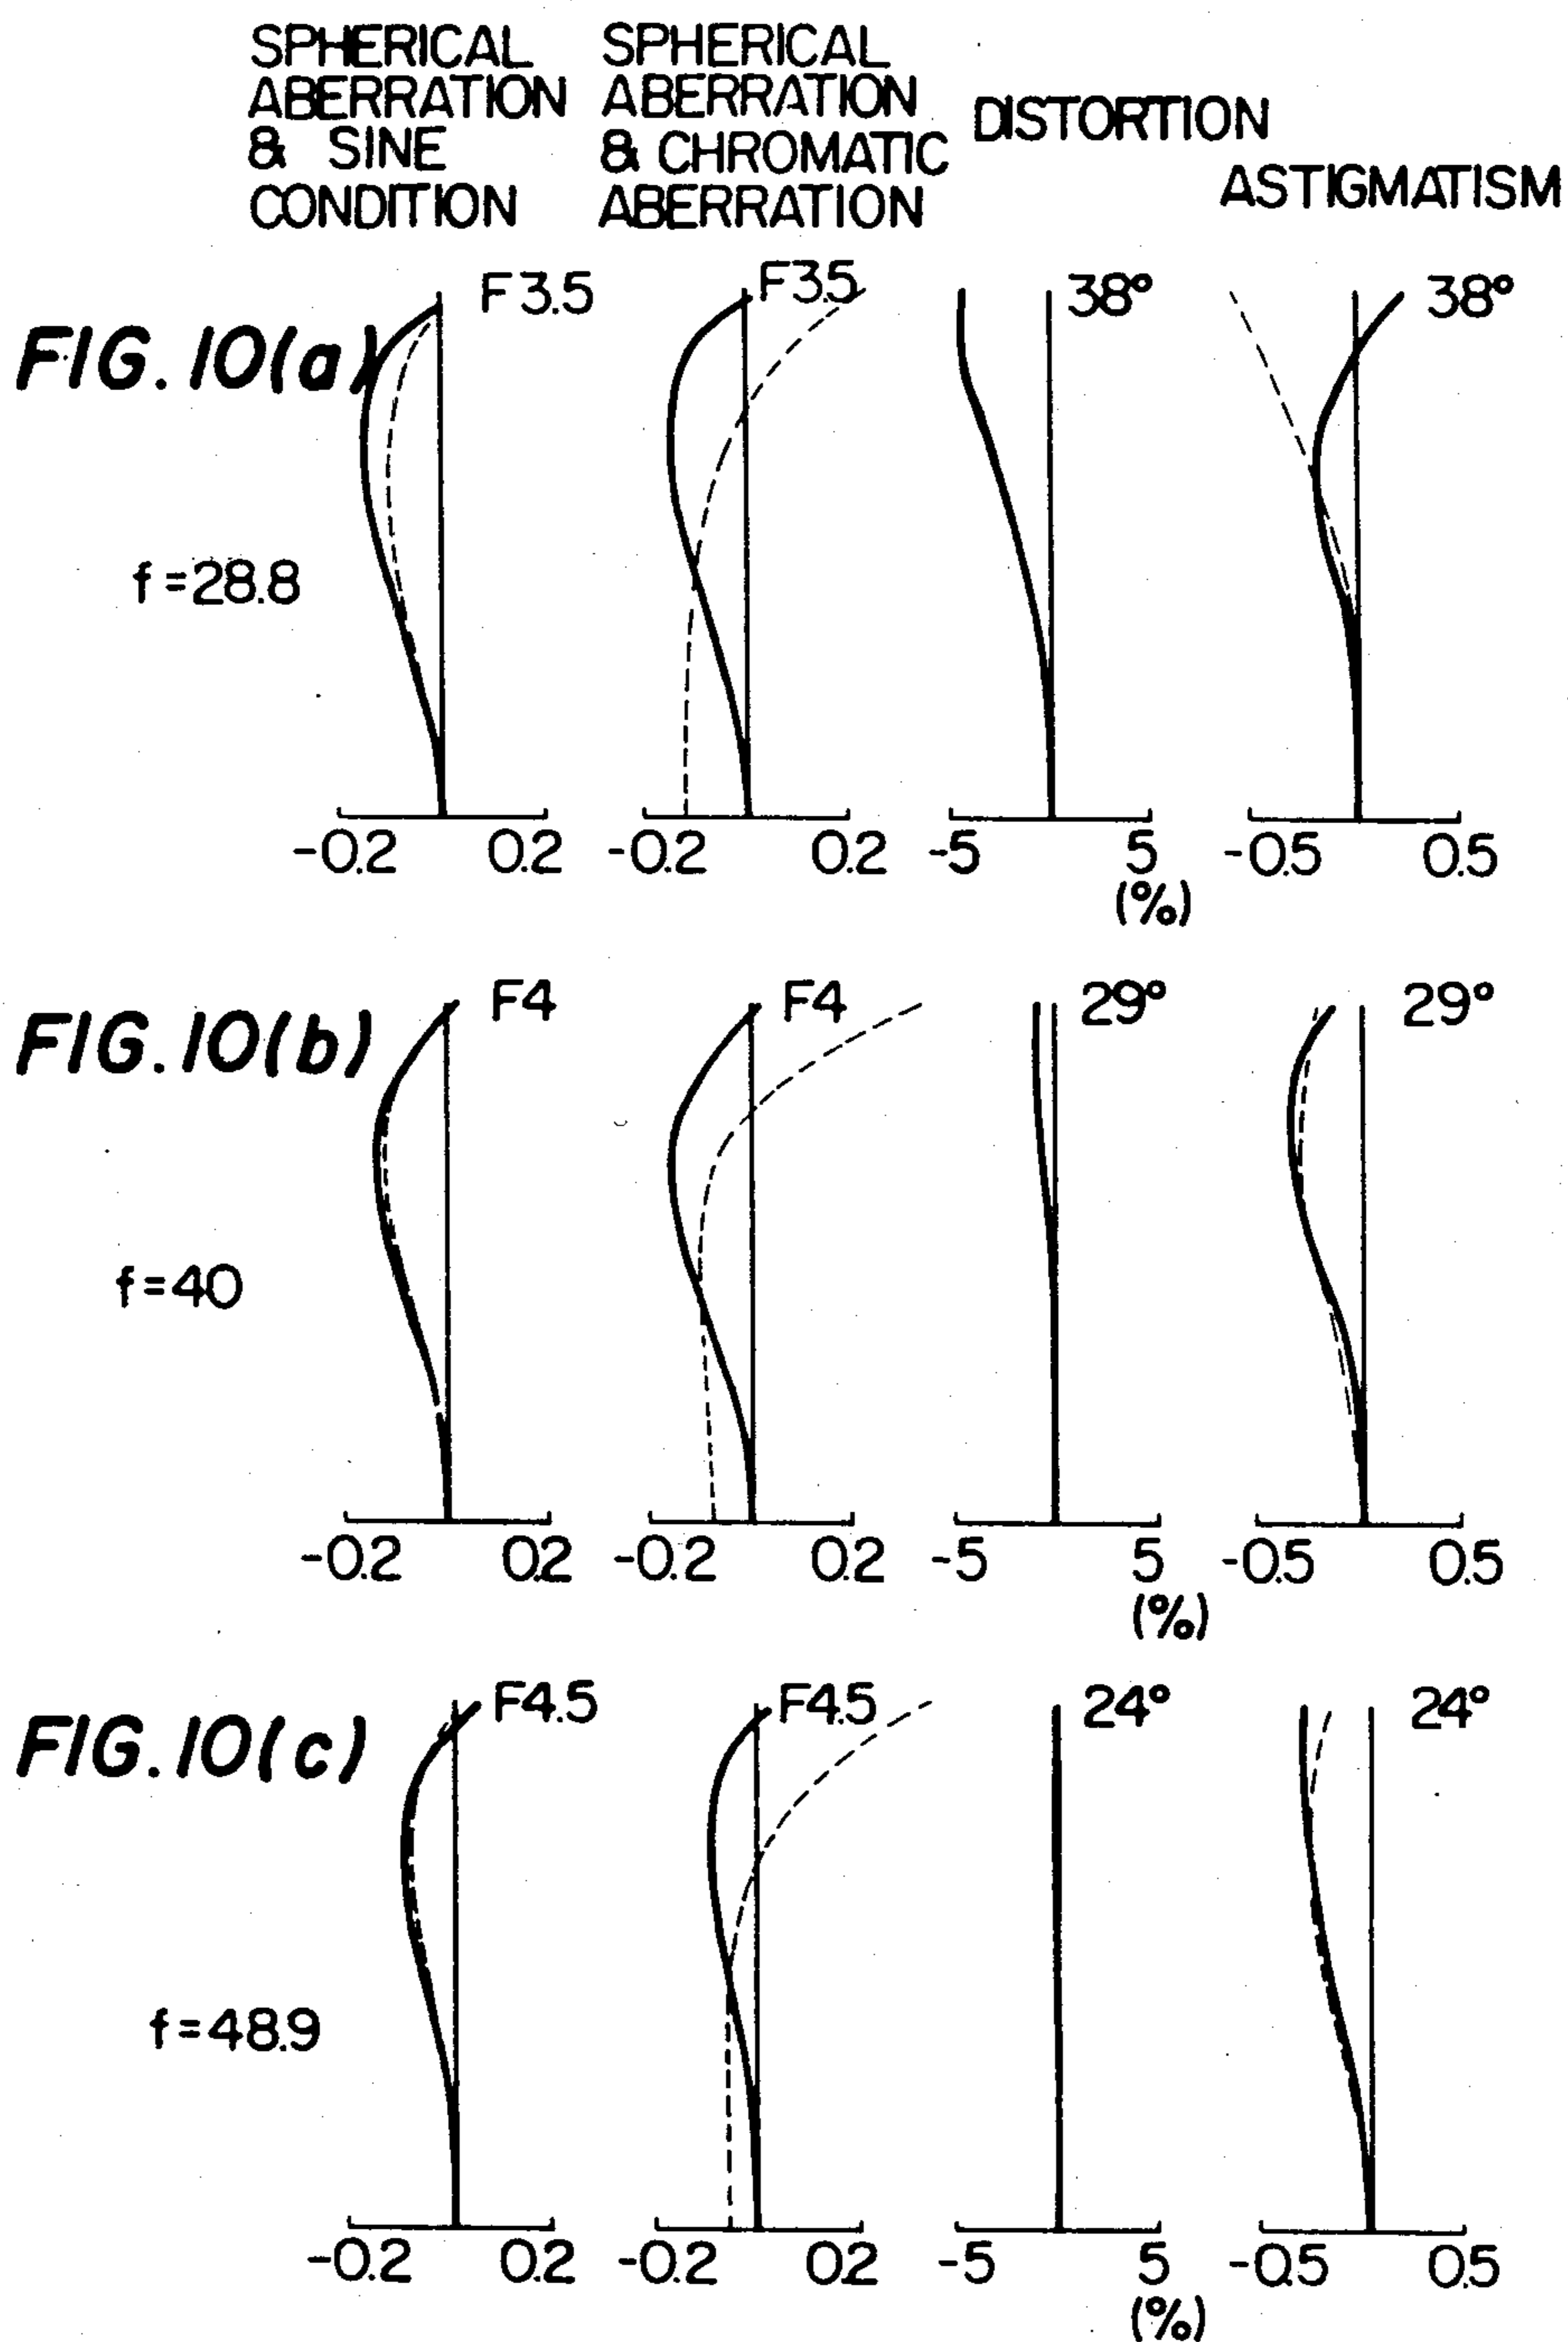 SPHERICAL
ABERRATION
& SINE
CONDITION
SPHERICAL
ABERRATION
& CHROMATIC
ABERRATION
DISTORTION
ASTIGMATISM
FIG. 10(a)
F3.5
F3.5
38°
38°
f=28.8
-0.2 0.2 -0.2 0.2 -5 5 -0.5 0.5
(%)
FIG. 10(b)
F4
F4
29°
29°
f=40
-0.2 0.2 -0.2 0.2 -5 5 -0.5 0.5
(%)
FIG. 10(c)
F4.5
F4.5
24°
24°
f=48.9
-0.2 0.2 -0.2 0.2 -5 5 -0.5 0.5
(%)